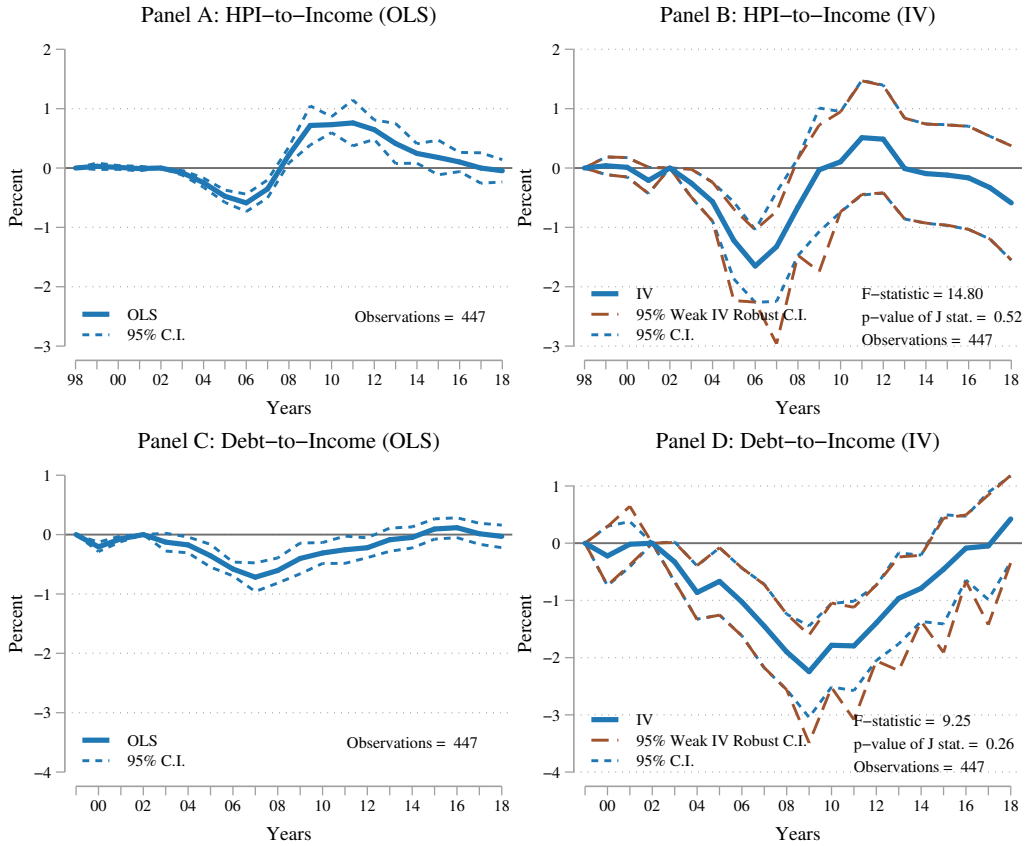 Panel A: HPI−to−Income (OLS)
2
1
0
−1
−2
−3
Percent
OLS
95% C.I.
Observations = 447
98 00 02 04 06 08 10 12 14 16 18
Years
Panel B: HPI−to−Income (IV)
2
1
0
−1
−2
−3
Percent
IV
95% Weak IV Robust C.I.
95% C.I.
F−statistic = 14.80
p−value of J stat. = 0.52
Observations = 447
98 00 02 04 06 08 10 12 14 16 18
Years
Panel C: Debt−to−Income (OLS)
1
0
−1
−2
−3
−4
Percent
OLS
95% C.I.
Observations = 447
00 02 04 06 08 10 12 14 16 18
Years
Panel D: Debt−to−Income (IV)
1
0
−1
−2
−3
−4
Percent
IV
95% Weak IV Robust C.I.
95% C.I.
F−statistic = 9.25
p−value of J stat. = 0.26
Observations = 447
00 02 04 06 08 10 12 14 16 18
Years